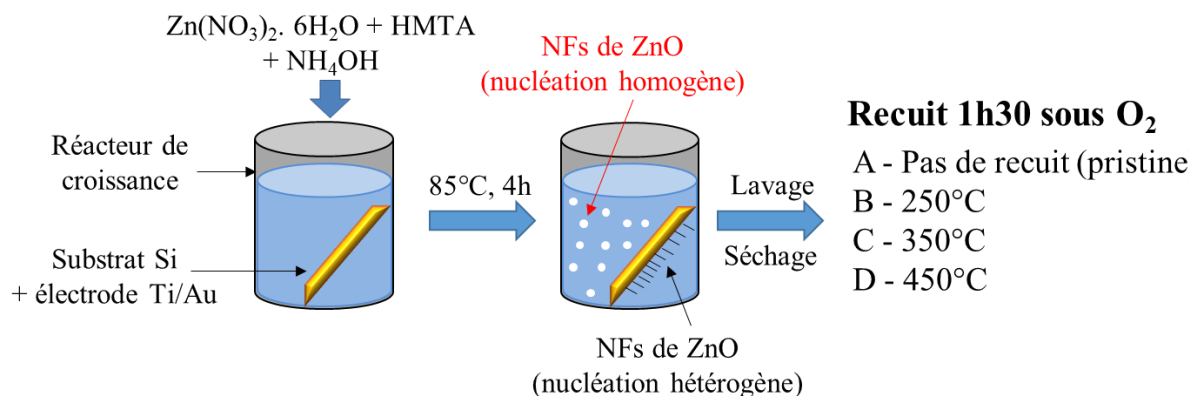 Zn(NO₃)₂. 6H₂O + HMTA
+ NH₄OH
Réacteur de
croissance
Substrat Si
+ électrode Ti/Au
85°C, 4h
NFs de ZnO
(nucléation homogène)
NFs de ZnO
(nucléation hétérogène)
Lavage
Séchage
Recuit 1h30 sous O₂
A - Pas de recuit (pristine
B - 250°C
C - 350°C
D - 450°C